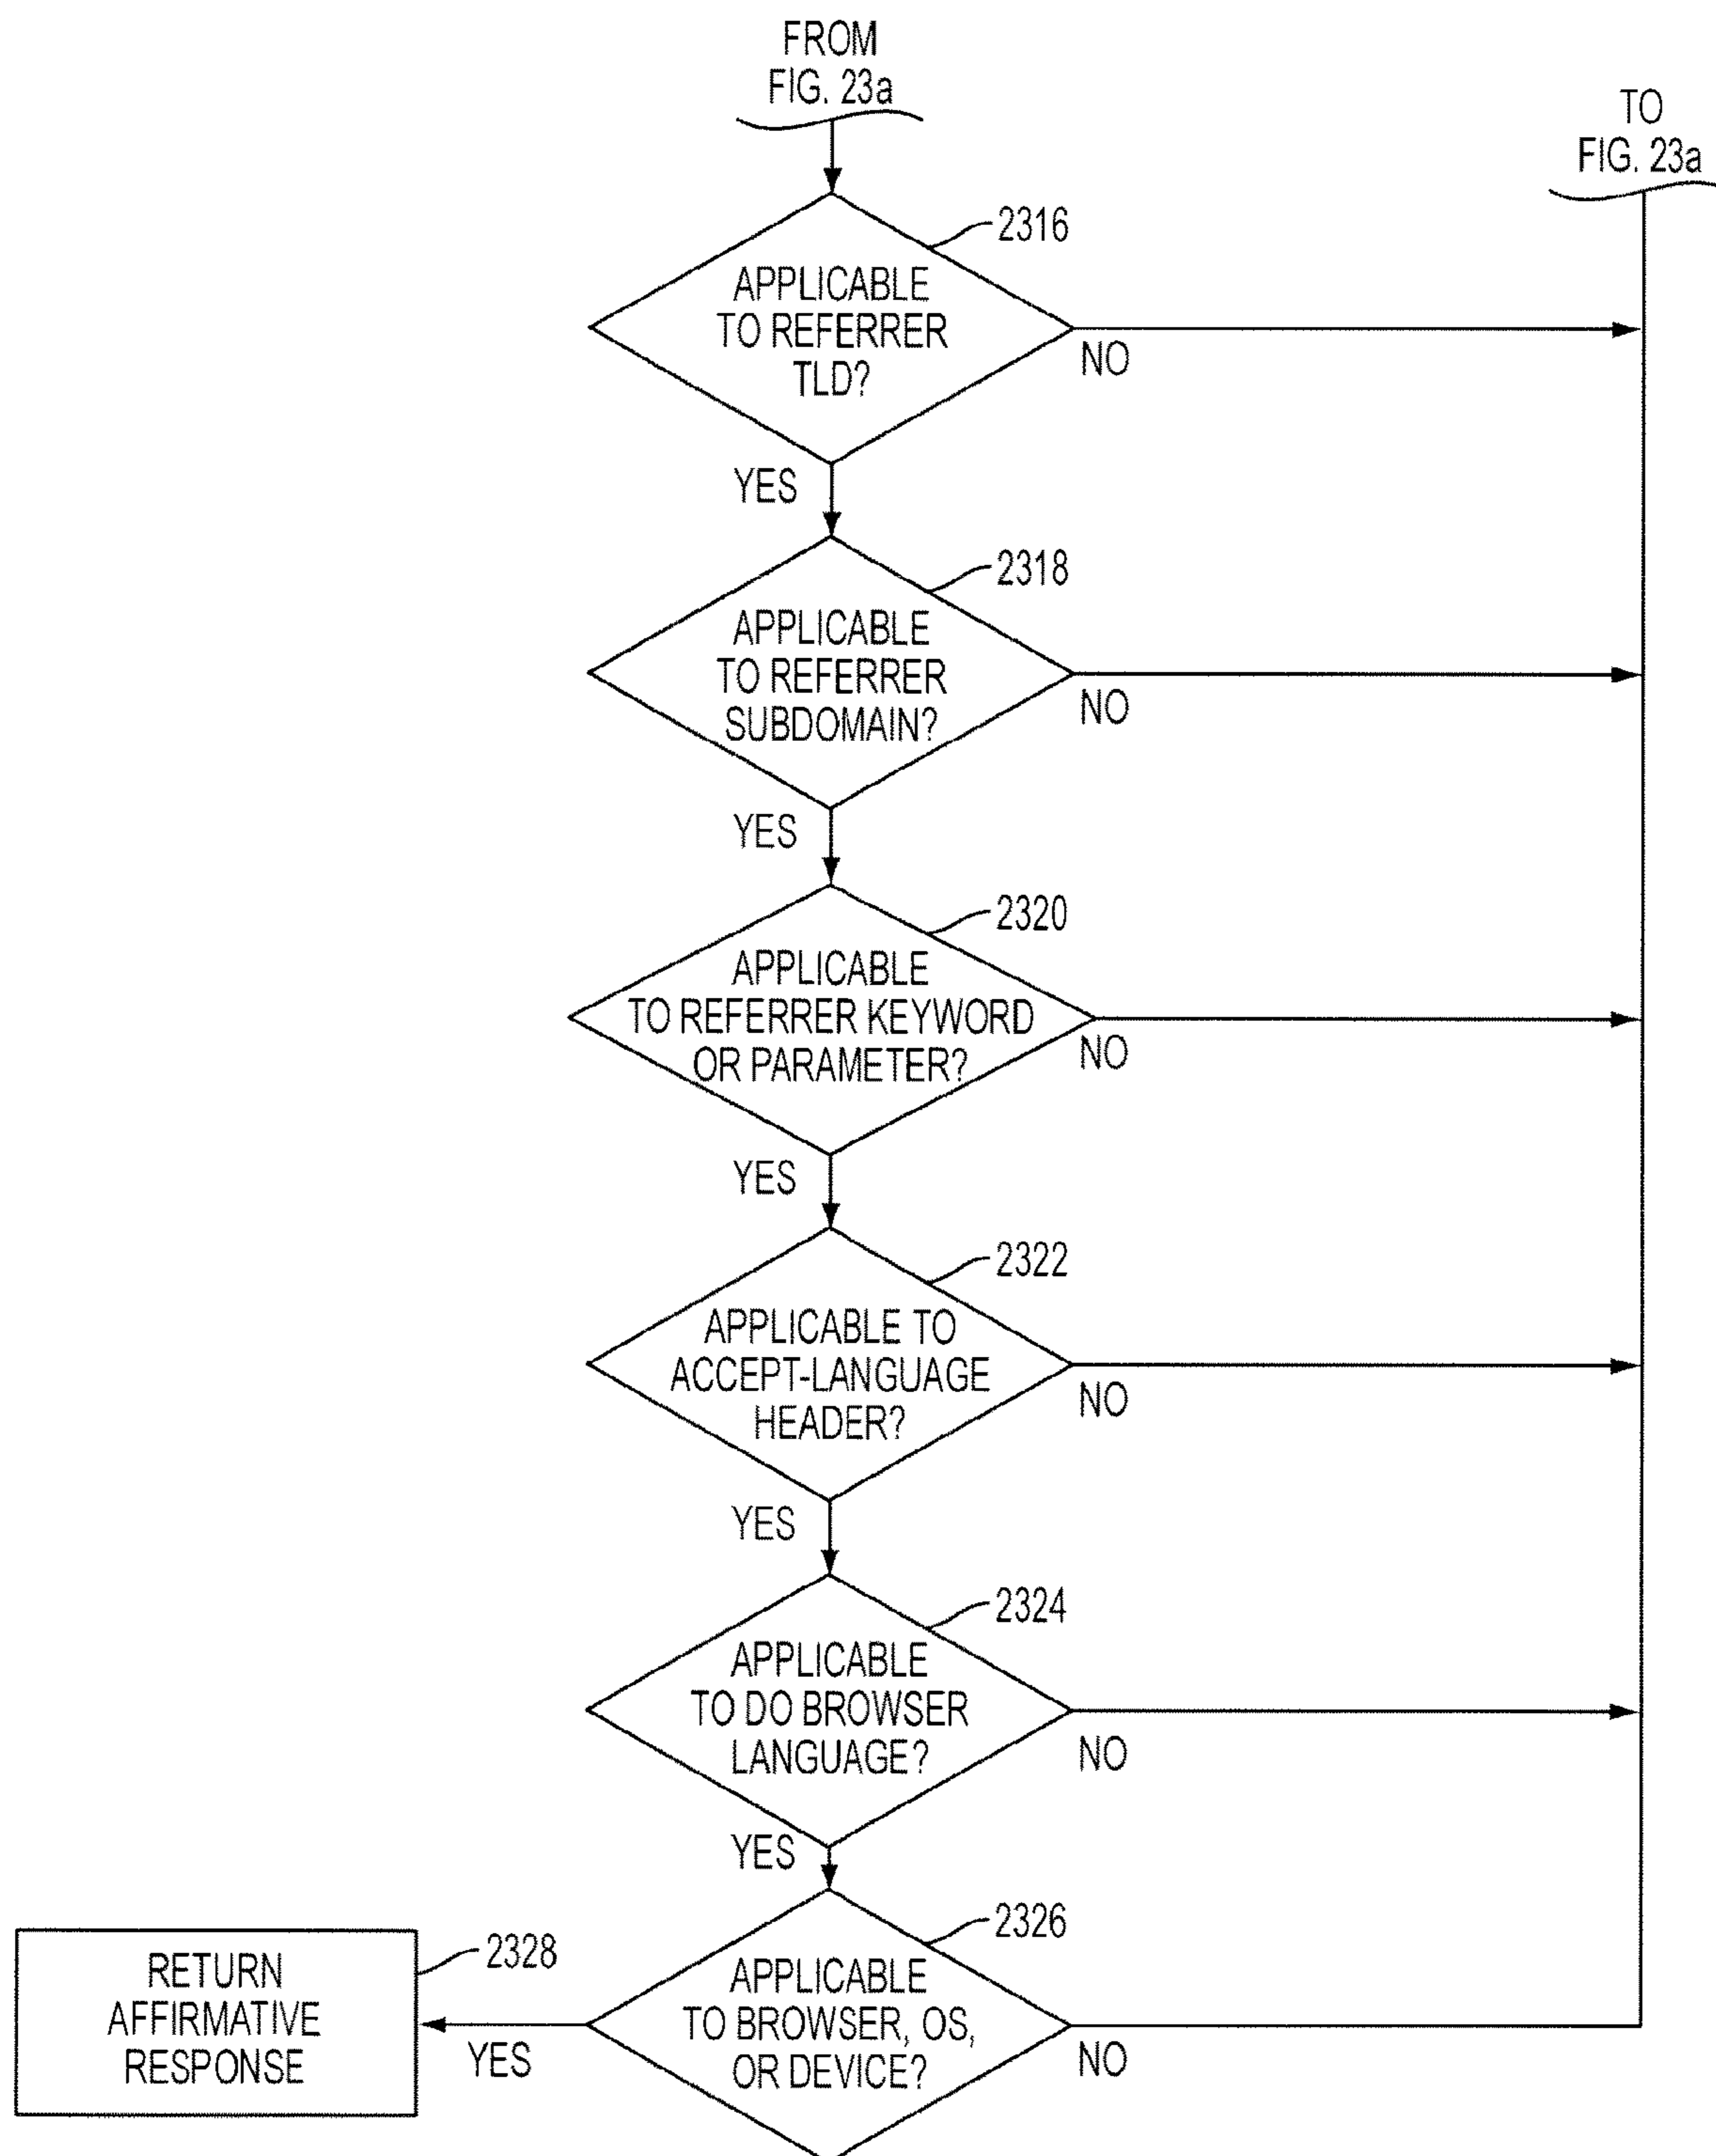 FROM
FIG. 23a
TO
FIG. 23a
2316
APPLICABLE
TO REFERRER
TLD?
NO
YES
2318
APPLICABLE
TO REFERRER
SUBDOMAIN?
NO
YES
2320
APPLICABLE
TO REFERRER KEYWORD
OR PARAMETER?
NO
YES
2322
APPLICABLE TO
ACCEPT-LANGUAGE
HEADER?
NO
YES
2324
APPLICABLE
TO DO BROWSER
LANGUAGE?
NO
YES
2326
APPLICABLE
TO BROWSER, OS,
OR DEVICE?
NO
YES
2328
RETURN
AFFIRMATIVE
RESPONSE